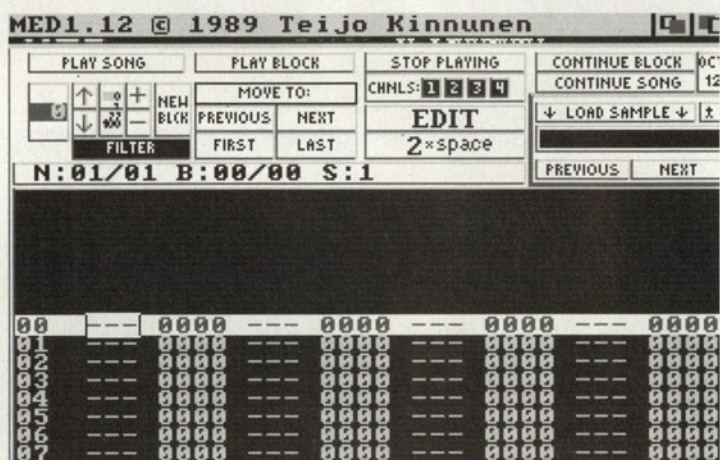 MED1.12 © 1989 Teijo Kinnunen
PLAY SONG PLAY BLOCK STOP PLAYING CONTINUE BLOCK OCT
NEW BLCK MOVE TO: CHNLS: 1 2 3 4 CONTINUE SONG 12
0 PREVIOUS NEXT EDIT ↓ LOAD SAMPLE ↓ ±
FILTER FIRST LAST 2×space
N:01/01 B:00/00 S:1 PREVIOUS NEXT
00 --- 0000 --- 0000 --- 0000 --- 0000
01 --- 0000 --- 0000 --- 0000 --- 0000
02 --- 0000 --- 0000 --- 0000 --- 0000
03 --- 0000 --- 0000 --- 0000 --- 0000
04 --- 0000 --- 0000 --- 0000 --- 0000
05 --- 0000 --- 0000 --- 0000 --- 0000
06 --- 0000 --- 0000 --- 0000 --- 0000
07 --- 0000 --- 0000 --- 0000 --- 0000